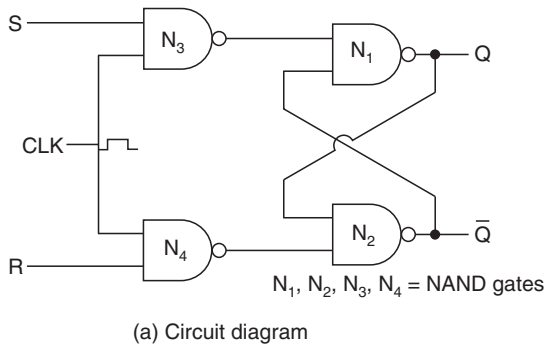 S
N₃
N₁
Q
CLK
N₄
N₂
Q̄
R
N₁, N₂, N₃, N₄ = NAND gates
(a) Circuit diagram